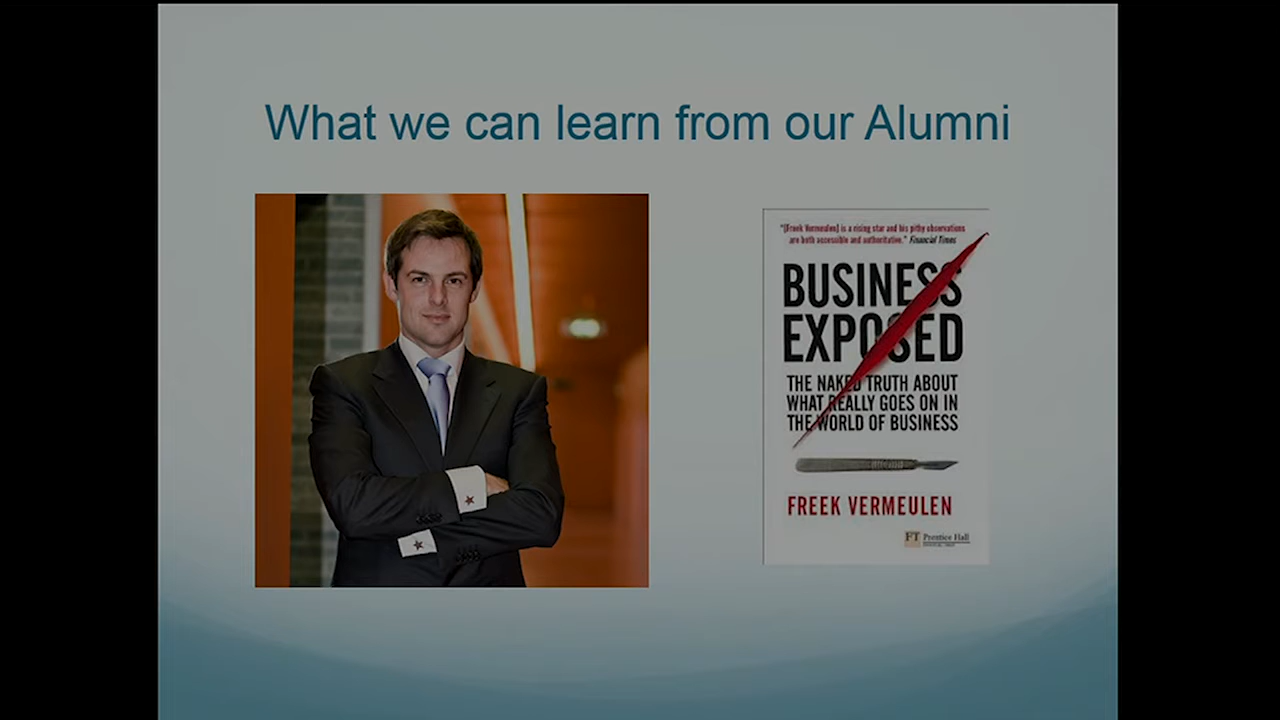 What we can learn from our Alumni
"[Freek Vermeulen] is a rising star and his pithy observations
are both accessible and authoritative." Financial Times
BUSINESS
EXPOSED
THE NAKED TRUTH ABOUT
WHAT REALLY GOES ON IN
THE WORLD OF BUSINESS
FREEK VERMEULEN
FT Prentice Hall